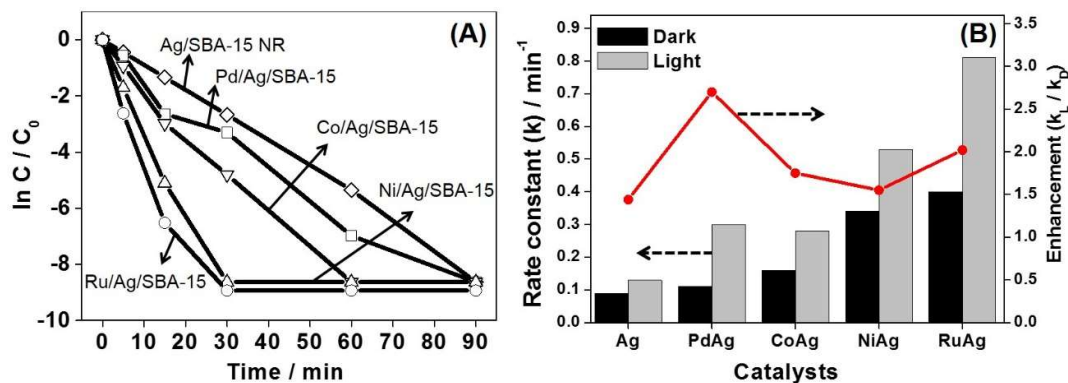 (A)
ln C / C0
0
-2
-4
-6
-8
-10
Ag/SBA-15 NR
Pd/Ag/SBA-15
Co/Ag/SBA-15
Ni/Ag/SBA-15
Ru/Ag/SBA-15
0 10 20 30 40 50 60 70 80 90
Time / min
(B)
Dark
Light
Rate constant (k) / min-1
0.9
0.8
0.7
0.6
0.5
0.4
0.3
0.2
0.1
0.0
3.5
3.0
2.5
2.0
1.5
1.0
0.5
0.0
Enhancement (kL / kD)
Ag PdAg CoAg NiAg RuAg
Catalysts